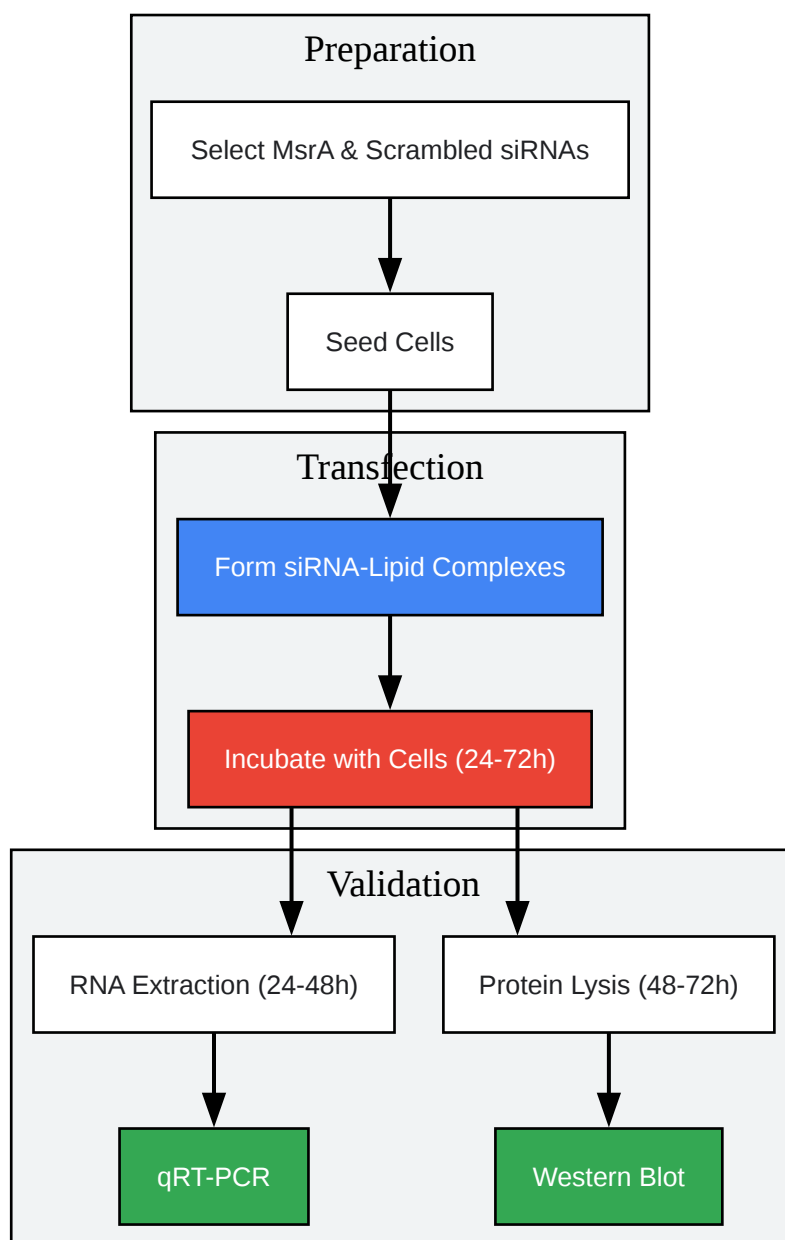 Preparation
Select MsrA & Scrambled siRNAs
Seed Cells
Transfection
Form siRNA-Lipid Complexes
Incubate with Cells (24-72h)
Validation
RNA Extraction (24-48h)
Protein Lysis (48-72h)
qRT-PCR
Western Blot